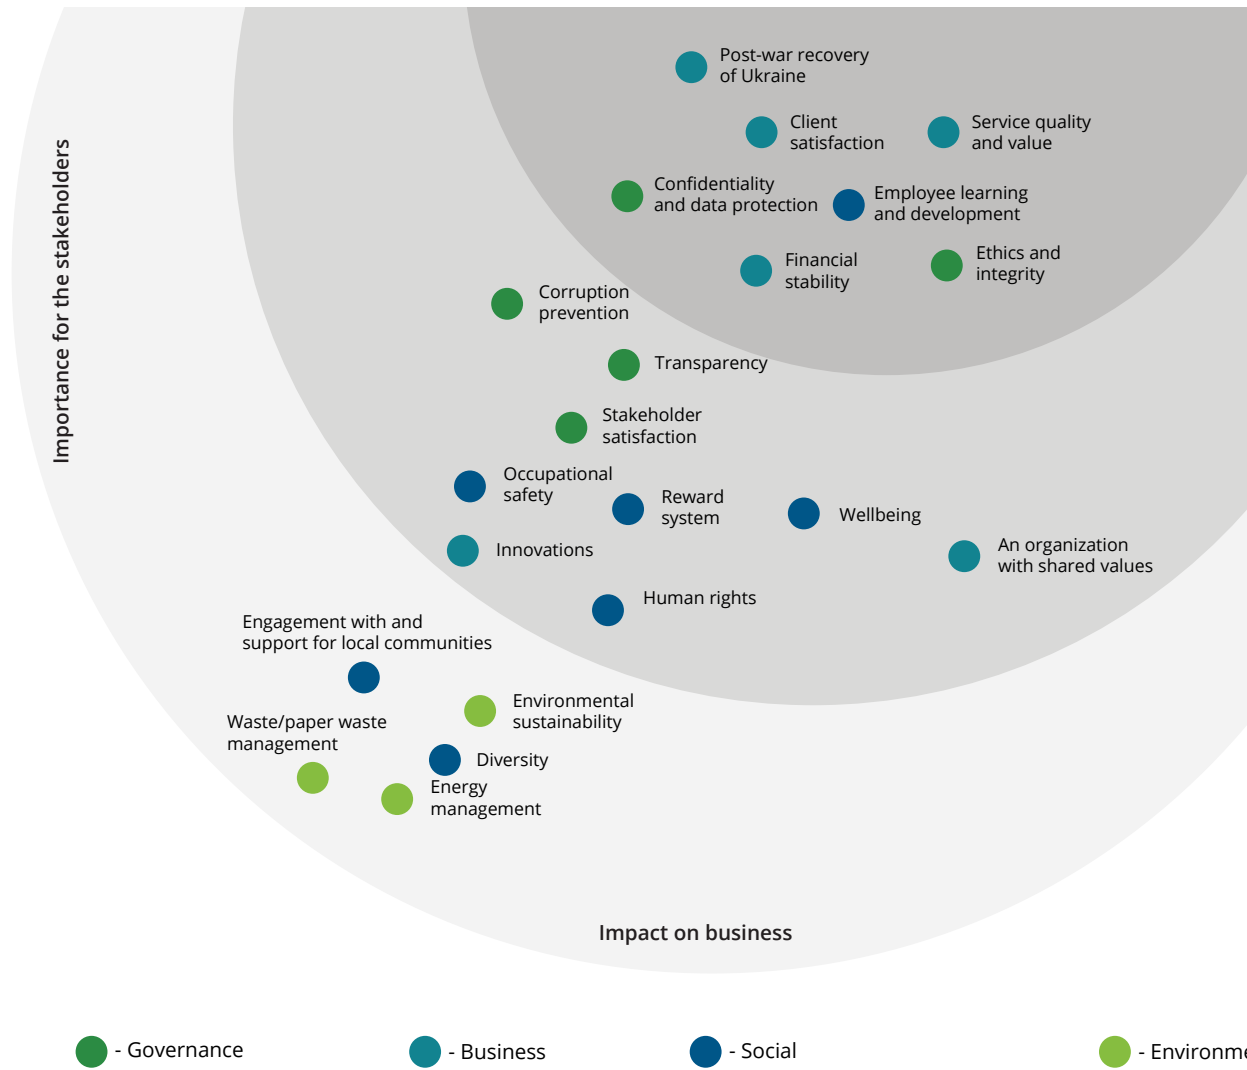 Post-war recovery
of Ukraine
Client
satisfaction
Service quality
and value
Confidentiality
and data protection
Employee learning
and development
Financial
stability
Ethics and
integrity
Corruption
prevention
Transparency
Stakeholder
satisfaction
Occupational
safety
Reward
system
Wellbeing
Innovations
An organization
with shared values
Human rights
Engagement with and
support for local communities
Environmental
sustainability
Waste/paper waste
management
Diversity
Energy
management
Importance for the stakeholders
Impact on business
- Governance
- Business
- Social
- Environme